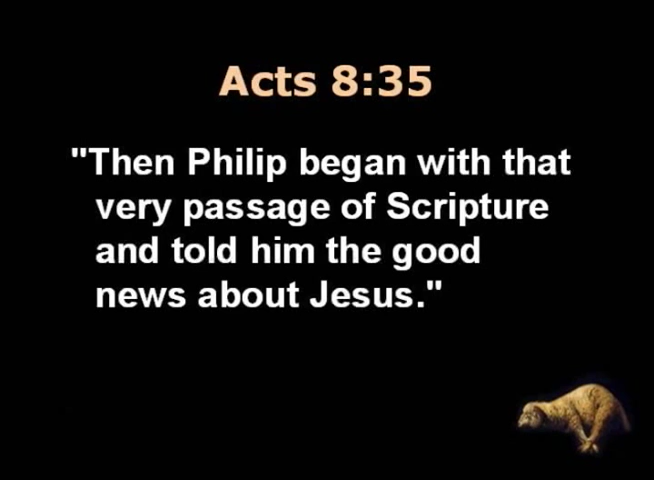 Acts 8:35
"Then Philip began with that
very passage of Scripture
and told him the good
news about Jesus."